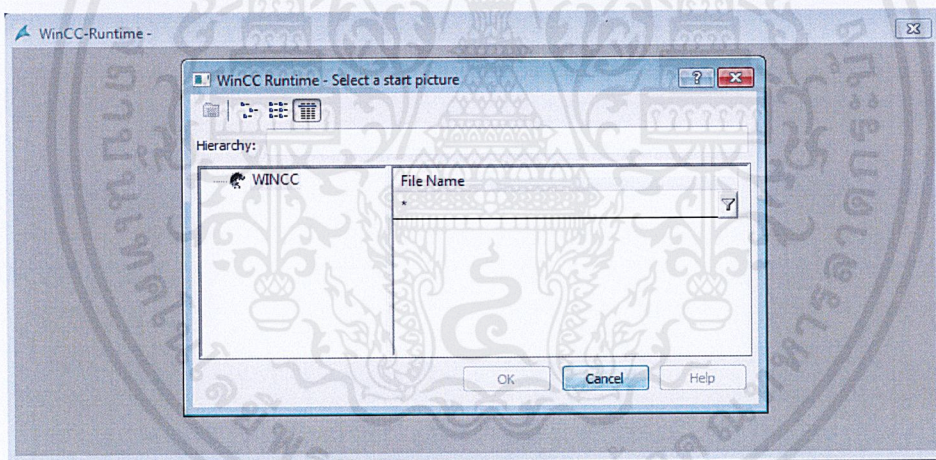 WinCC-Runtime -
WinCC Runtime - Select a start picture
Hierarchy:
WINCC
File Name
*
OK
Cancel
Help